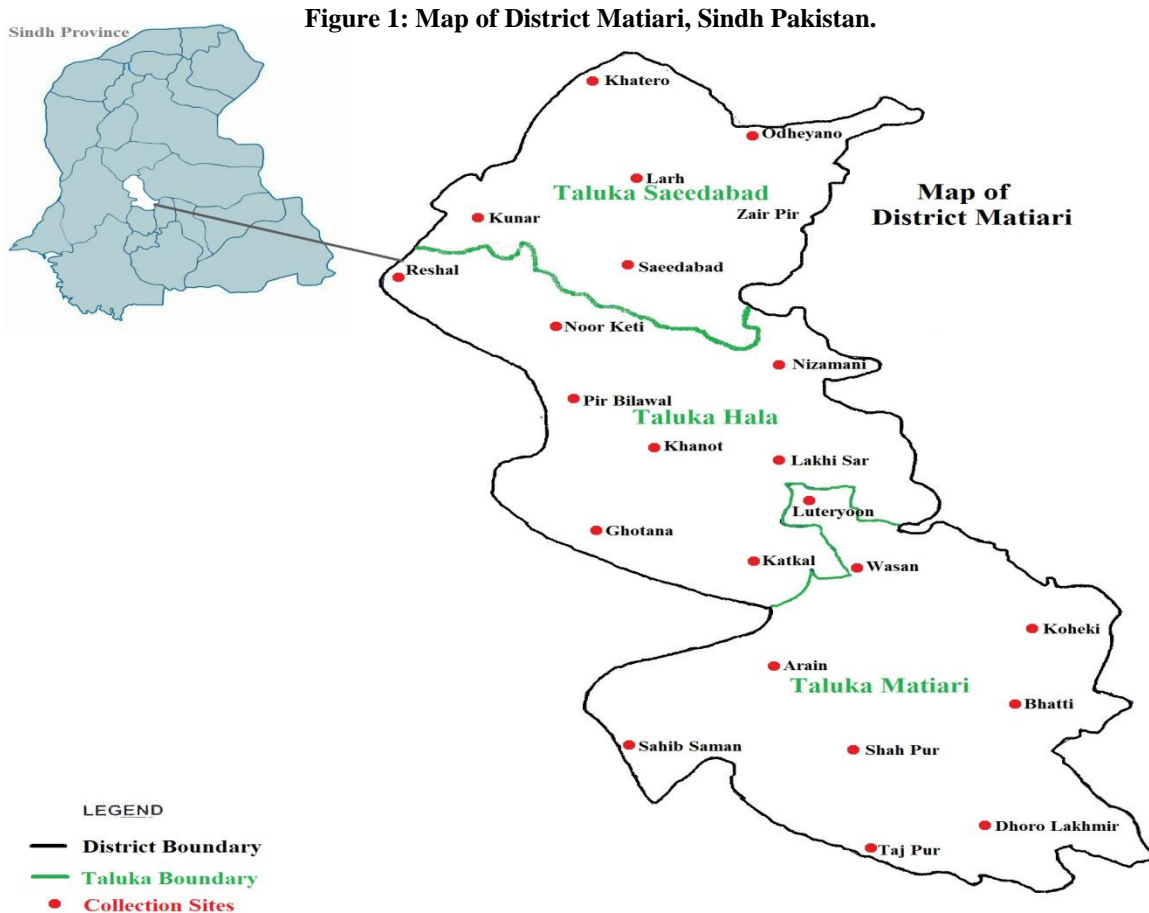 Figure 1: Map of District Matiari, Sindh Pakistan.
Sindh Province
Khatero
Odheyano
Larh
Taluka Saeedabad
Zair Pir
Map of
District Matiari
Kunar
Saeedabad
Reshal
Noor Keti
Nizamani
Pir Bilawal
Taluka Hala
Khanot
Lakhi Sar
Luteryoon
Ghotana
Katkal
Wasan
Koheki
Arain
Taluka Matiari
Bhatti
Sahib Saman
Shah Pur
Dhoro Lakhmir
Taj Pur
LEGEND
District Boundary
Taluka Boundary
Collection Sites